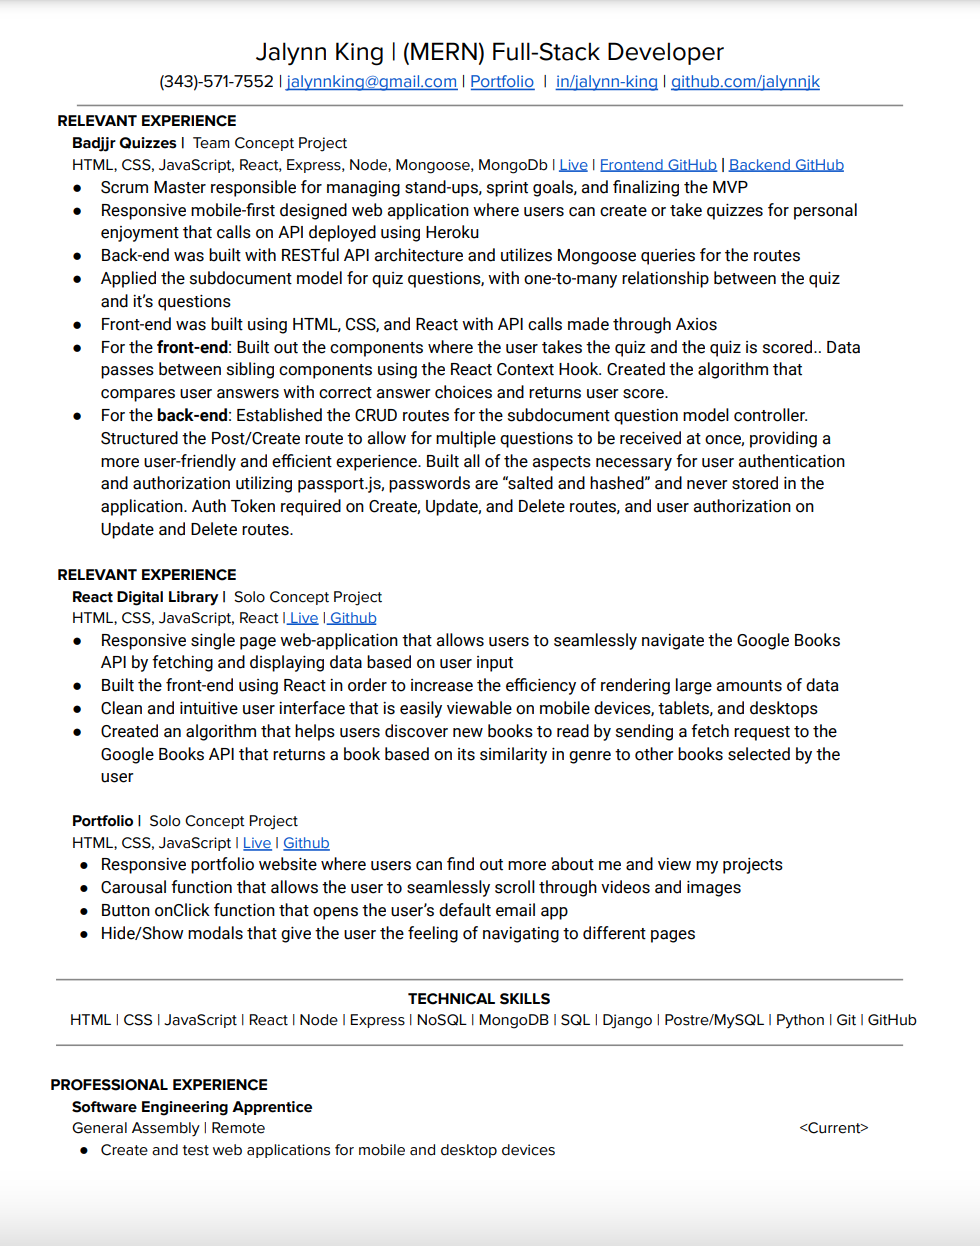 Jalynn King | (MERN) Full-Stack Developer
(343)-571-7552 | jalynnking@gmail.com | Portfolio | in/jalynn-king | github.com/jalynnjk
RELEVANT EXPERIENCE
Badjjr Quizzes | Team Concept Project
HTML, CSS, JavaScript, React, Express, Node, Mongoose, MongoDb | Live | Frontend GitHub | Backend GitHub
● Scrum Master responsible for managing stand-ups, sprint goals, and finalizing the MVP
● Responsive mobile-first designed web application where users can create or take quizzes for personal
enjoyment that calls on API deployed using Heroku
● Back-end was built with RESTful API architecture and utilizes Mongoose queries for the routes
● Applied the subdocument model for quiz questions, with one-to-many relationship between the quiz
and it's questions
● Front-end was built using HTML, CSS, and React with API calls made through Axios
● For the front-end: Built out the components where the user takes the quiz and the quiz is scored.. Data
passes between sibling components using the React Context Hook. Created the algorithm that
compares user answers with correct answer choices and returns user score.
● For the back-end: Established the CRUD routes for the subdocument question model controller.
Structured the Post/Create route to allow for multiple questions to be received at once, providing a
more user-friendly and efficient experience. Built all of the aspects necessary for user authentication
and authorization utilizing passport.js, passwords are “salted and hashed” and never stored in the
application. Auth Token required on Create, Update, and Delete routes, and user authorization on
Update and Delete routes.
RELEVANT EXPERIENCE
React Digital Library | Solo Concept Project
HTML, CSS, JavaScript, React | Live | Github
● Responsive single page web-application that allows users to seamlessly navigate the Google Books
API by fetching and displaying data based on user input
● Built the front-end using React in order to increase the efficiency of rendering large amounts of data
● Clean and intuitive user interface that is easily viewable on mobile devices, tablets, and desktops
● Created an algorithm that helps users discover new books to read by sending a fetch request to the
Google Books API that returns a book based on its similarity in genre to other books selected by the
user
Portfolio | Solo Concept Project
HTML, CSS, JavaScript | Live | Github
● Responsive portfolio website where users can find out more about me and view my projects
● Carousal function that allows the user to seamlessly scroll through videos and images
● Button onClick function that opens the user's default email app
● Hide/Show modals that give the user the feeling of navigating to different pages
TECHNICAL SKILLS
HTML | CSS | JavaScript | React | Node | Express | NoSQL | MongoDB | SQL | Django | Postre/MySQL | Python | Git | GitHub
PROFESSIONAL EXPERIENCE
Software Engineering Apprentice
General Assembly | Remote <Current>
● Create and test web applications for mobile and desktop devices